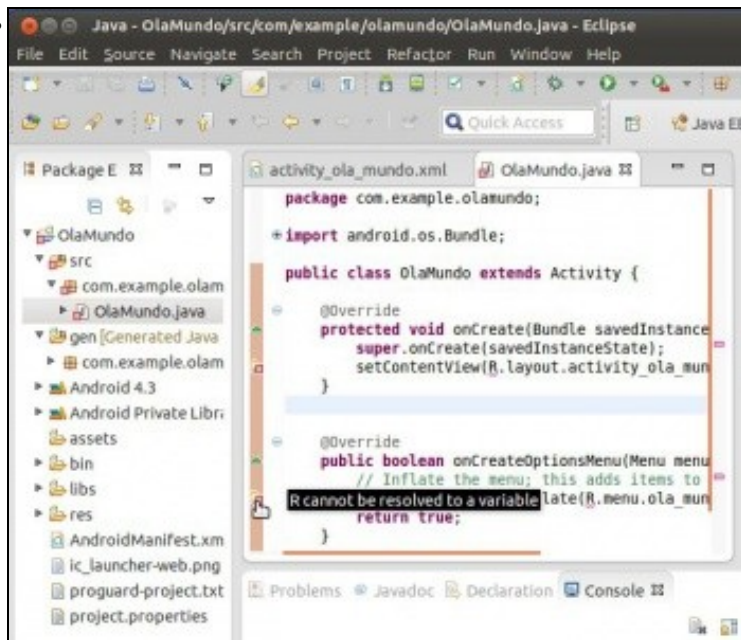 Java - OlaMundo/src/com/example/olamundo/OlaMundo.java - Eclipse
File Edit Source Navigate Search Project Refactor Run Window Help
Quick Access
Java EE
Package E
activity_ola_mundo.xml
OlaMundo.java
OlaMundo
src
com.example.olam
OlaMundo.java
gen [Generated Java
com.example.olam
Android 4.3
Android Private Libr
assets
bin
libs
res
AndroidManifest.xm
ic_launcher-web.png
proguard-project.txt
project.properties
package com.example.olamundo;
import android.os.Bundle;
public class OlaMundo extends Activity {
@Override
protected void onCreate(Bundle savedInstance
super.onCreate(savedInstanceState);
setContentView(R.layout.activity_ola_mun
}
@Override
public boolean onCreateOptionsMenu(Menu menu
// Inflate the menu; this adds items to
R cannot be resolved to a variable
late(R.menu.ola_mun
return true;
}
Problems Javadoc Declaration Console